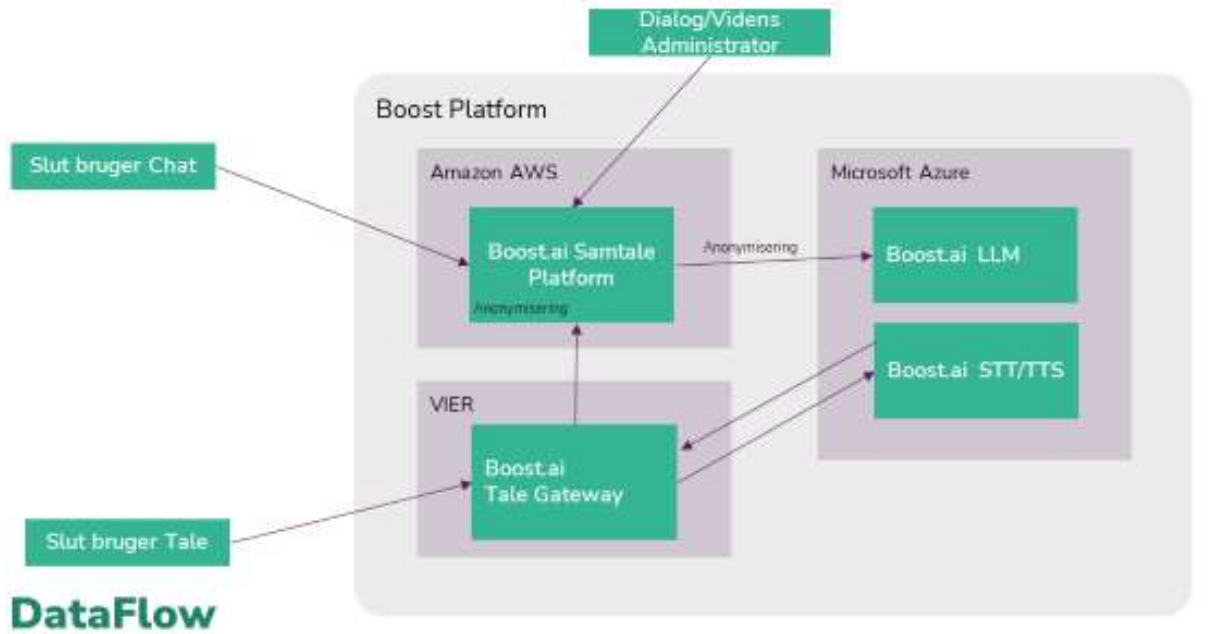 Dialog/Videns
Administrator
Boost Platform
Slut bruger Chat
Amazon AWS
Microsoft Azure
Boost.ai Samtale
Platform
Anonymisering
Anonymisering
Boost.ai LLM
Boost.ai STT/TTS
VIER
Boost.ai
Tale Gateway
Slut bruger Tale
DataFlow